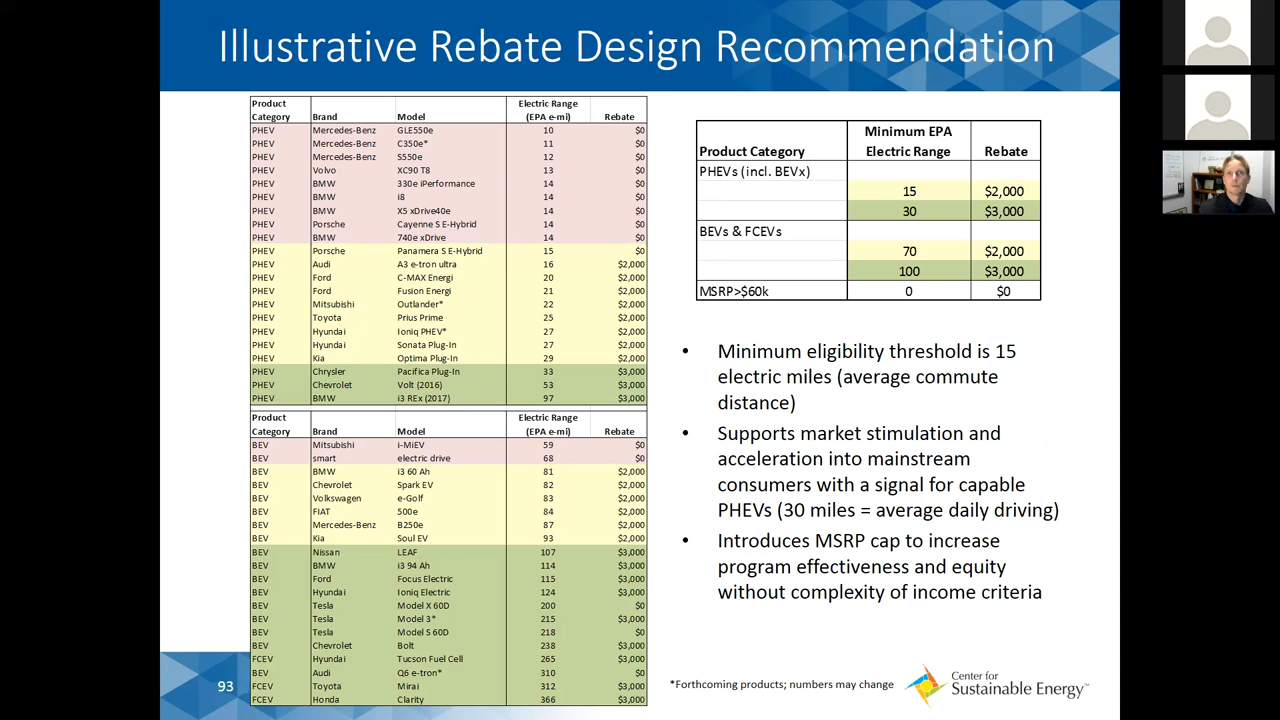 Illustrative Rebate Design Recommendation
Product Category Brand Model Electric Range (EPA e-mi) Rebate
PHEV Mercedes-Benz GLE550e 10 $0
PHEV Mercedes-Benz C350e* 11 $0
PHEV Mercedes-Benz S550e 12 $0
PHEV Volvo XC90 T8 13 $0
PHEV BMW 330e iPerformance 14 $0
PHEV BMW i8 14 $0
PHEV BMW X5 xDrive40e 14 $0
PHEV Porsche Cayenne S E-Hybrid 14 $0
PHEV BMW 740e xDrive 14 $0
PHEV Porsche Panamera S E-Hybrid 15 $0
PHEV Audi A3 e-tron ultra 16 $2,000
PHEV Ford C-MAX Energi 20 $2,000
PHEV Ford Fusion Energi 21 $2,000
PHEV Mitsubishi Outlander* 22 $2,000
PHEV Toyota Prius Prime 25 $2,000
PHEV Hyundai Ioniq PHEV* 27 $2,000
PHEV Hyundai Sonata Plug-In 27 $2,000
PHEV Kia Optima Plug-In 29 $2,000
PHEV Chrysler Pacifica Plug-In 33 $3,000
PHEV Chevrolet Volt (2016) 53 $3,000
PHEV BMW i3 REx (2017) 97 $3,000
Product Category Brand Model Electric Range (EPA e-mi) Rebate
BEV Mitsubishi i-MiEV 59 $0
BEV smart electric drive 68 $0
BEV BMW i3 60 Ah 81 $2,000
BEV Chevrolet Spark EV 82 $2,000
BEV Volkswagen e-Golf 83 $2,000
BEV FIAT 500e 84 $2,000
BEV Mercedes-Benz B250e 87 $2,000
BEV Kia Soul EV 93 $2,000
BEV Nissan LEAF 107 $3,000
BEV BMW i3 94 Ah 114 $3,000
BEV Ford Focus Electric 115 $3,000
BEV Hyundai Ioniq Electric 124 $3,000
BEV Tesla Model X 60D 200 $0
BEV Tesla Model 3* 215 $3,000
BEV Tesla Model S 60D 218 $0
BEV Chevrolet Bolt 238 $3,000
FCEV Hyundai Tucson Fuel Cell 265 $3,000
BEV Audi Q6 e-tron* 310 $0
FCEV Toyota Mirai 312 $3,000
FCEV Honda Clarity 366 $3,000
Product Category Minimum EPA Electric Range Rebate
PHEVs (incl. BEVx)
15 $2,000
30 $3,000
BEVs & FCEVs
70 $2,000
100 $3,000
MSRP>$60k 0 $0
• Minimum eligibility threshold is 15
electric miles (average commute
distance)
• Supports market stimulation and
acceleration into mainstream
consumers with a signal for capable
PHEVs (30 miles = average daily driving)
• Introduces MSRP cap to increase
program effectiveness and equity
without complexity of income criteria
93
*Forthcoming products; numbers may change
Center for
Sustainable Energy™